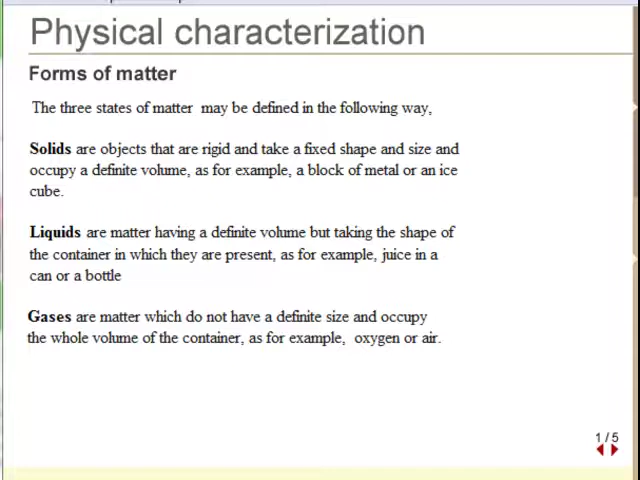 Physical characterization
Forms of matter
The three states of matter may be defined in the following way,
Solids are objects that are rigid and take a fixed shape and size and
occupy a definite volume, as for example, a block of metal or an ice
cube.
Liquids are matter having a definite volume but taking the shape of
the container in which they are present, as for example, juice in a
can or a bottle
Gases are matter which do not have a definite size and occupy
the whole volume of the container, as for example, oxygen or air.
1 / 5